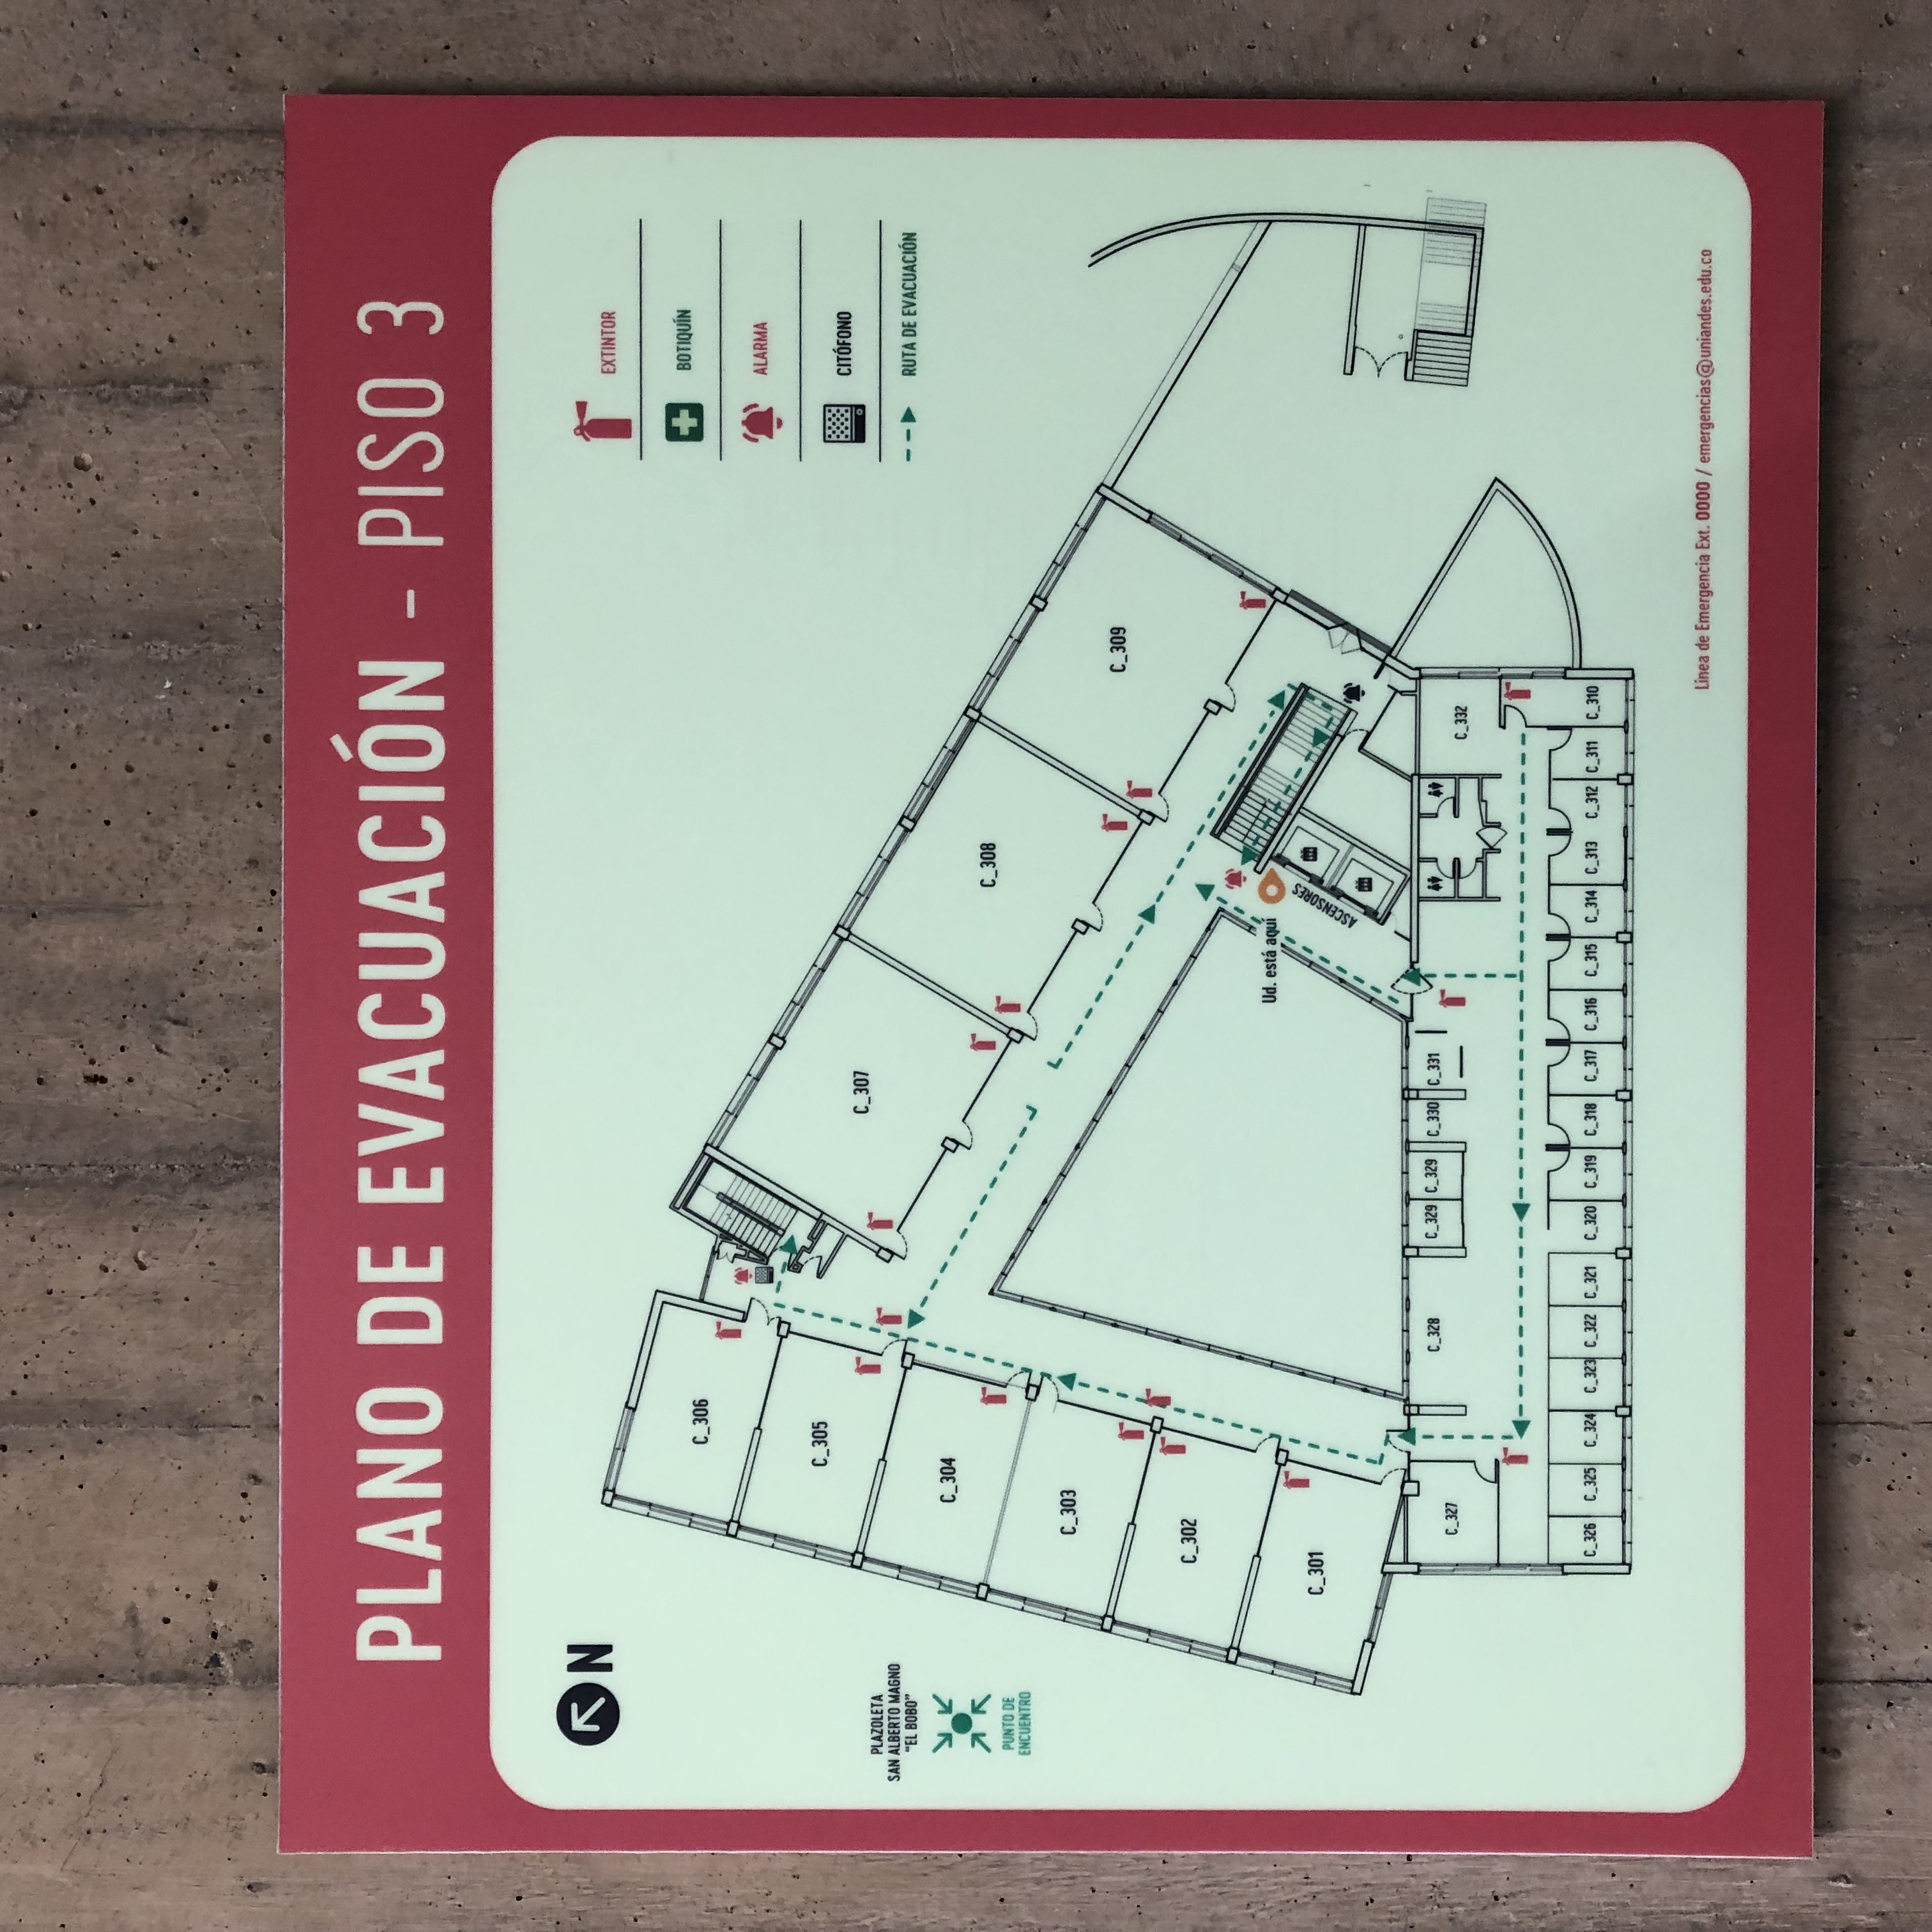 PLANO DE EVACUACIÓN - PISO 3
N
EXTINTOR
BOTIQUÍN
ALARMA
CITÓFONO
RUTA DE EVACUACIÓN
PLAZOLETA
SAN ALBERTO MAGNO
“EL BOBO”
PUNTO DE
ENCUENTRO
C_306
C_305
C_304
C_303
C_302
C_301
C_307
C_308
C_309
Ud. está aquí
ASCENSORES
C_327
C_328
C_329
C_329
C_330
C_331
C_332
C_326
C_325
C_324
C_323
C_322
C_321
C_320
C_319
C_318
C_317
C_316
C_315
C_314
C_313
C_312
C_311
C_310
Linea de Emergencia Ext. 0000 / emergencias@uniandes.edu.co